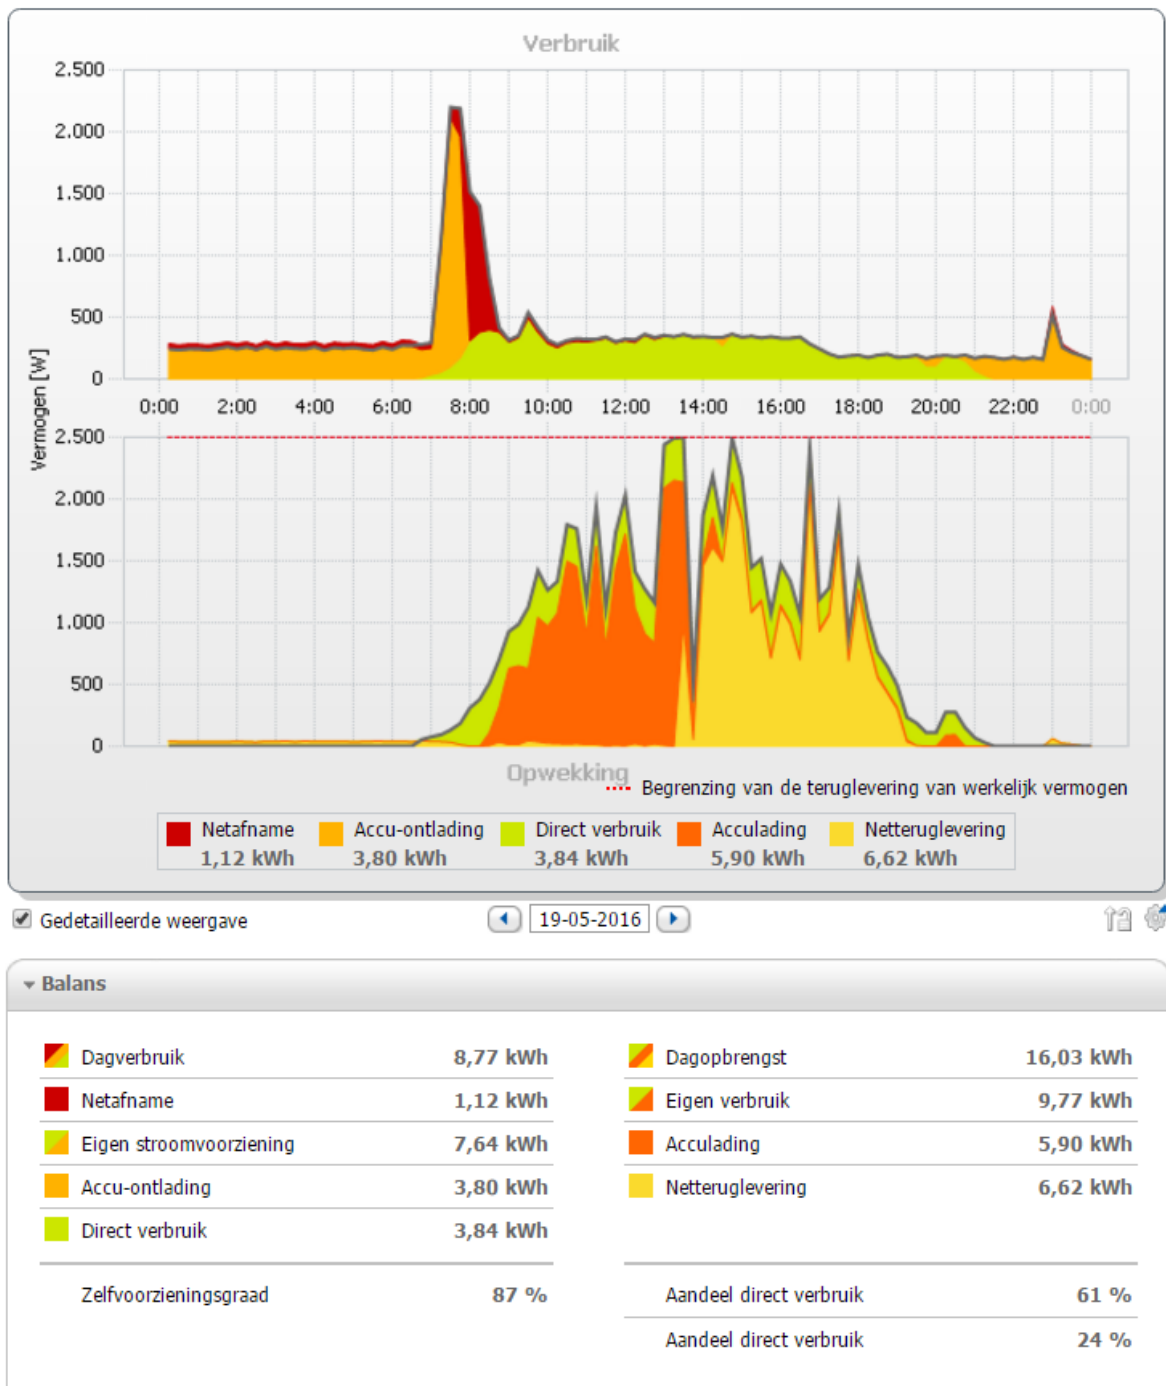 Verbruik
2.500
2.000
1.500
1.000
500
0
Vermogen [W]
0:00 2:00 4:00 6:00 8:00 10:00 12:00 14:00 16:00 18:00 20:00 22:00 0:00
2.500
2.000
1.500
1.000
500
0
Opwekking
Begrenzing van de teruglevering van werkelijk vermogen
Netafname Accu-ontlading Direct verbruik Acculading Netteruglevering
1,12 kWh 3,80 kWh 3,84 kWh 5,90 kWh 6,62 kWh
Gedetailleerde weergave 19-05-2016
Balans
Dagverbruik 8,77 kWh
Netafname 1,12 kWh
Eigen stroomvoorziening 7,64 kWh
Accu-ontlading 3,80 kWh
Direct verbruik 3,84 kWh
Zelfvoorzieningsgraad 87 %
Dagopbrengst 16,03 kWh
Eigen verbruik 9,77 kWh
Acculading 5,90 kWh
Netteruglevering 6,62 kWh
Aandeel direct verbruik 61 %
Aandeel direct verbruik 24 %